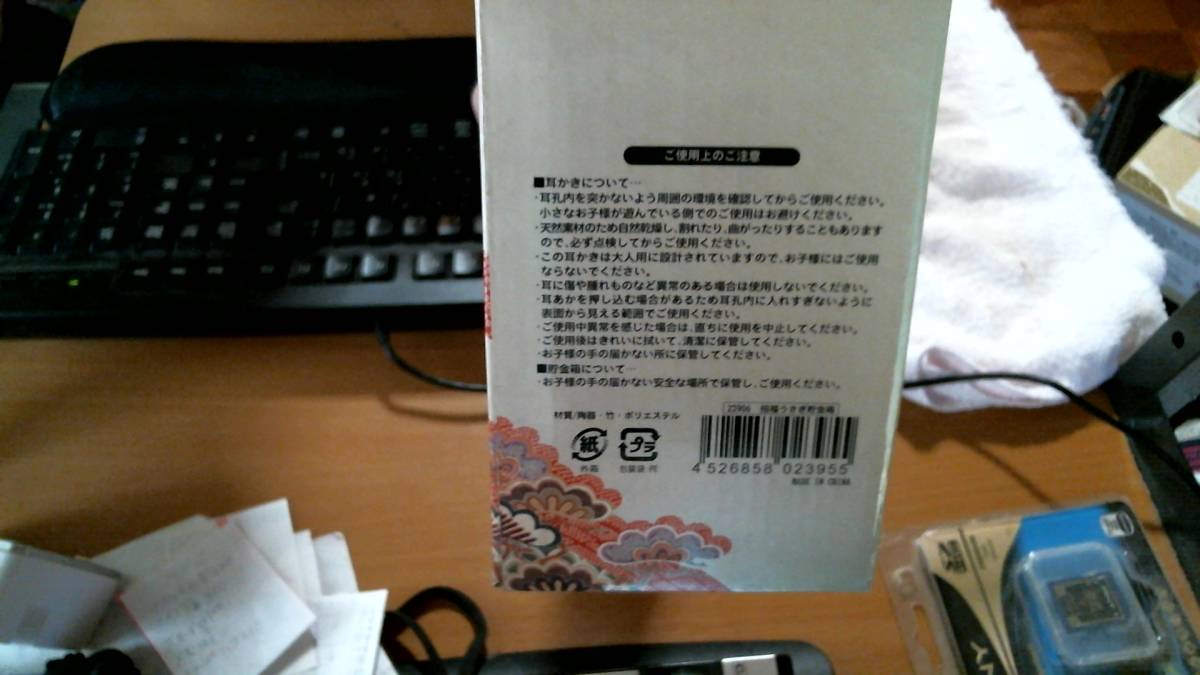 ご使用上のご注意
■耳かきについて…
・耳孔内を突かないよう周囲の環境を確認してからご使用ください。
小さなお子様が遊んでいる側でのご使用はお避けください。
・天然素材のため自然乾燥し、割れたり、曲がったりすることもあります
ので、必ず点検してからご使用ください。
・この耳かきは大人用に設計されていますので、お子様にはご使用
ならないでください。
・耳に傷や腫れものなど異常のある場合は使用しないでください。
・耳あかを押し込む場合があるため耳孔内に入れすぎないように
表面から見える範囲でご使用ください。
・ご使用中異常を感じた場合は、直ちに使用を中止してください。
・ご使用後はきれいに拭いて、清潔に保管してください。
・お子様の手の届かない所に保管してください。
■貯金箱について…
・お子様の手の届かない安全な場所で保管し、ご使用ください。
材質/陶器・竹・ポリエステル
23906 招福うさぎ貯金箱
紙
プラ
外箱
包装袋・何
4 526858 023955
MADE IN CHINA